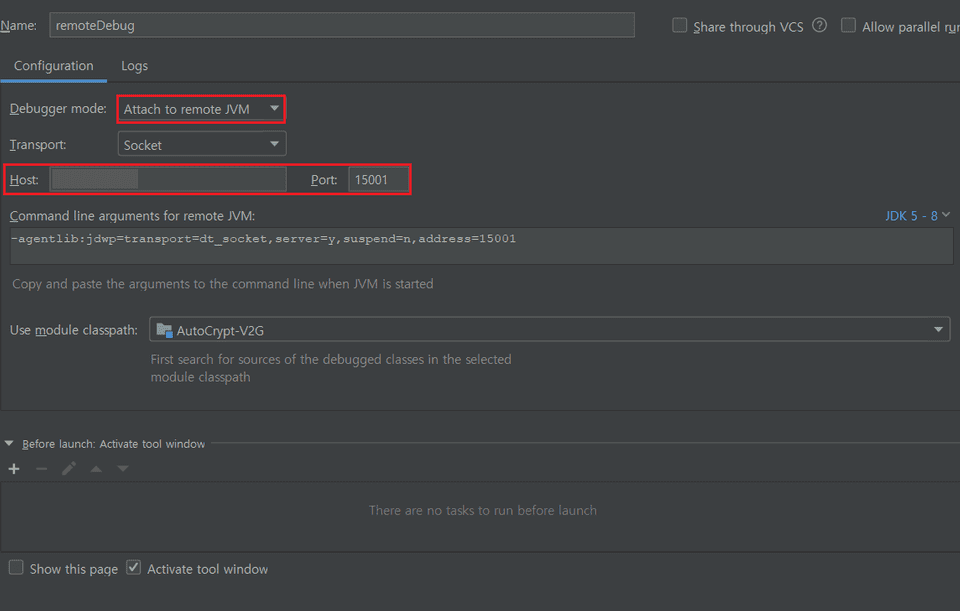 Name: remoteDebug Share through VCS ? Allow parallel run
Configuration Logs
Debugger mode: Attach to remote JVM
Transport: Socket
Host: Port: 15001
Command line arguments for remote JVM: JDK 5 - 8
-agentlib:jdwp=transport=dt_socket,server=y,suspend=n,address=15001
Copy and paste the arguments to the command line when JVM is started
Use module classpath: AutoCrypt-V2G
First search for sources of the debugged classes in the selected
module classpath
Before launch: Activate tool window
There are no tasks to run before launch
Show this page Activate tool window